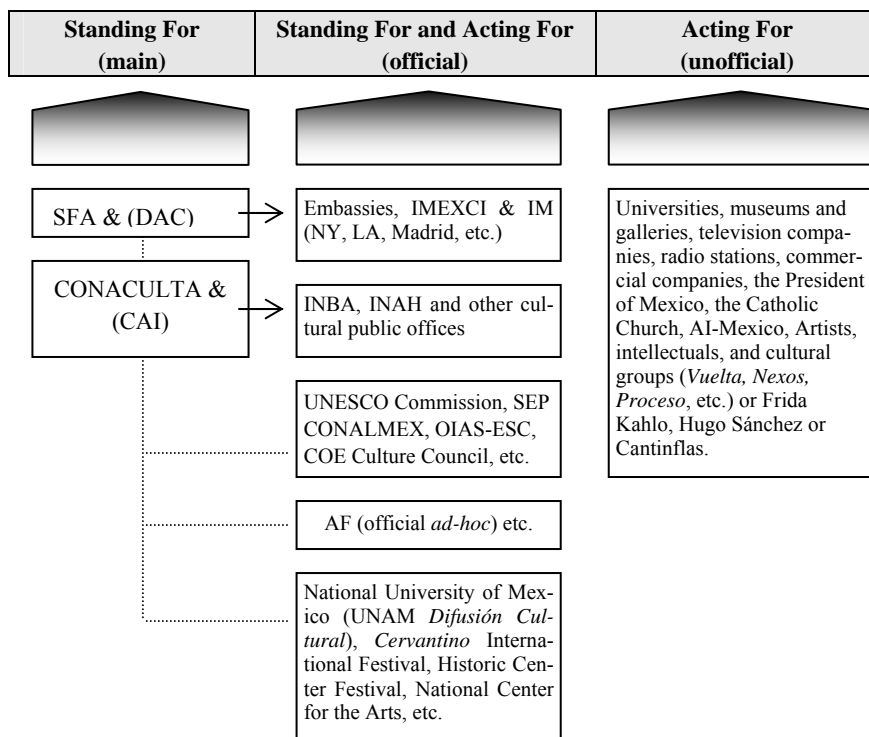 Standing For
(main)
Standing For and Acting For
(official)
Acting For
(unofficial)
SFA & (DAC)
CONACULTA &
(CAI)
Embassies, IMEXCI & IM
(NY, LA, Madrid, etc.)
INBA, INAH and other cul-
tural public offices
UNESCO Commission, SEP
CONALMEX, OIAS-ESC,
COE Culture Council, etc.
AF (official ad-hoc) etc.
National University of Mex-
ico (UNAM Difusión Cul-
tural), Cervantino Interna-
tional Festival, Historic Cen-
ter Festival, National Center
for the Arts, etc.
Universities, museums and
galleries, television compa-
nies, radio stations, commer-
cial companies, the President
of Mexico, the Catholic
Church, AI-Mexico, Artists,
intellectuals, and cultural
groups (Vuelta, Nexos,
Proceso, etc.) or Frida
Kahlo, Hugo Sánchez or
Cantinflas.